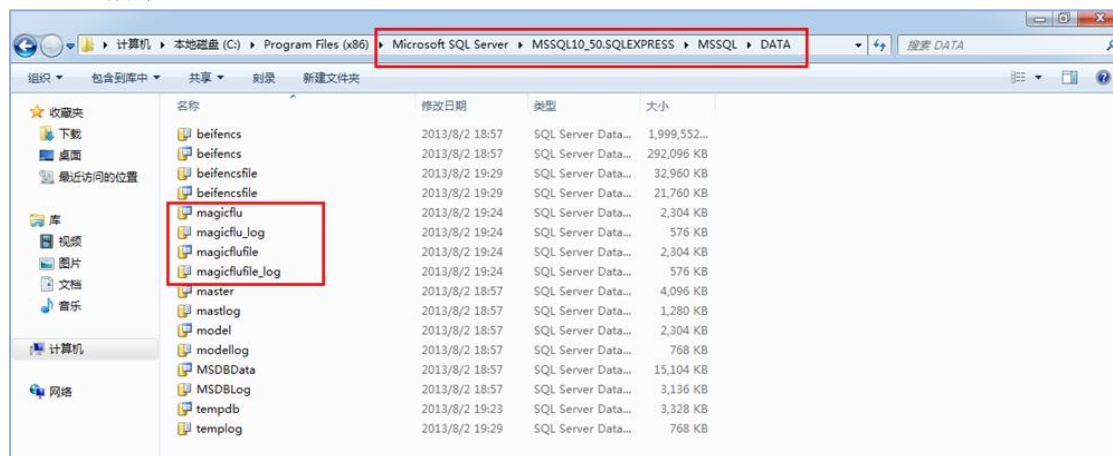 计算机 ▸ 本地磁盘 (C:) ▸ Program Files (x86) ▸ Microsoft SQL Server ▸ MSSQL10_50.SQLEXPRESS ▸ MSSQL ▸ DATA
搜索 DATA
组织 包含到库中 共享 刻录 新建文件夹
收藏夹
下载
桌面
最近访问的位置
库
视频
图片
文档
音乐
计算机
网络
名称 修改日期 类型 大小
beifencs 2013/8/2 18:57 SQL Server Data... 1,999,552...
beifencs 2013/8/2 18:57 SQL Server Data... 292,096 KB
beifencsfile 2013/8/2 19:29 SQL Server Data... 32,960 KB
beifencsfile 2013/8/2 19:29 SQL Server Data... 21,760 KB
magicflu 2013/8/2 19:24 SQL Server Data... 2,304 KB
magicflu_log 2013/8/2 19:24 SQL Server Data... 576 KB
magicflufile 2013/8/2 19:24 SQL Server Data... 2,304 KB
magicflufile_log 2013/8/2 19:24 SQL Server Data... 576 KB
master 2013/8/2 18:57 SQL Server Data... 4,096 KB
mastlog 2013/8/2 18:57 SQL Server Data... 1,280 KB
model 2013/8/2 18:57 SQL Server Data... 2,304 KB
modellog 2013/8/2 18:57 SQL Server Data... 768 KB
MSDBData 2013/8/2 18:57 SQL Server Data... 15,104 KB
MSDBLog 2013/8/2 18:57 SQL Server Data... 3,136 KB
tempdb 2013/8/2 19:23 SQL Server Data... 3,328 KB
templog 2013/8/2 19:29 SQL Server Data... 768 KB